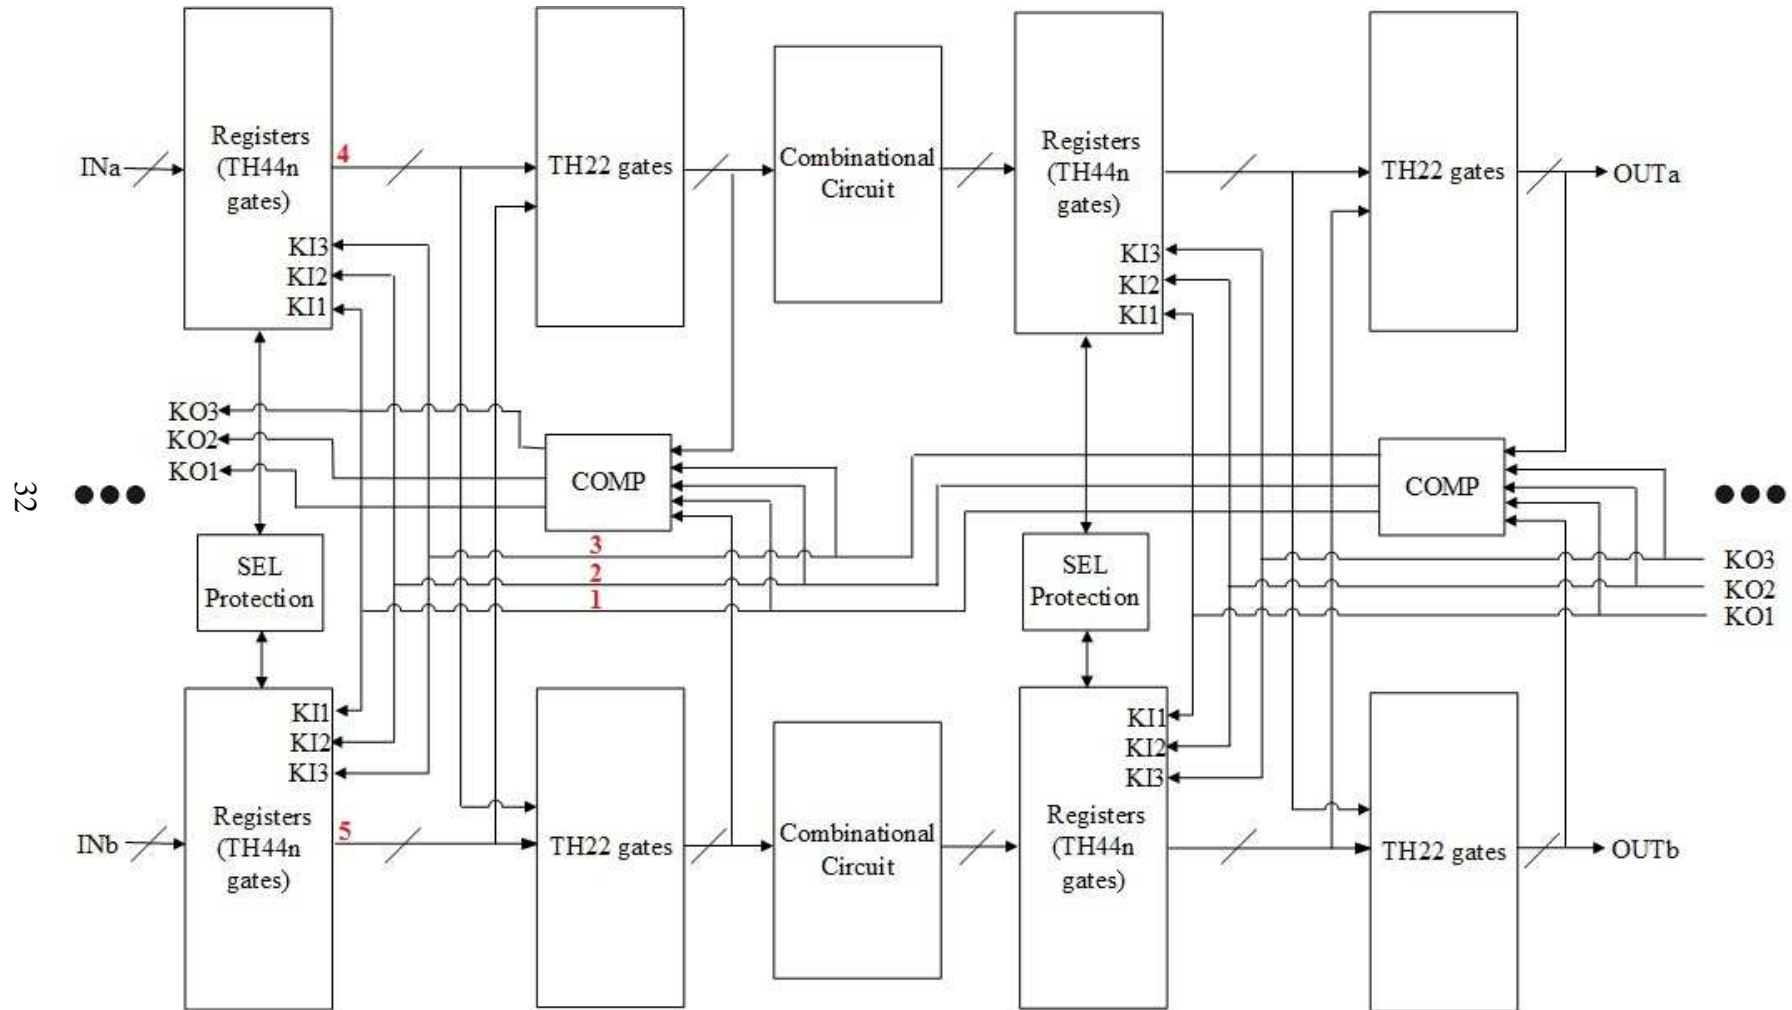 INa
Registers
(TH44n
gates)
KI3
KI2
KI1
4
TH22 gates
Combinational
Circuit
Registers
(TH44n
gates)
KI3
KI2
KI1
TH22 gates
OUTa
KO3
KO2
KO1
COMP
COMP
32
SEL
Protection
3
2
1
SEL
Protection
KO3
KO2
KO1
INb
KI1
KI2
KI3
Registers
(TH44n
gates)
5
TH22 gates
Combinational
Circuit
KI1
KI2
KI3
Registers
(TH44n
gates)
TH22 gates
OUTb